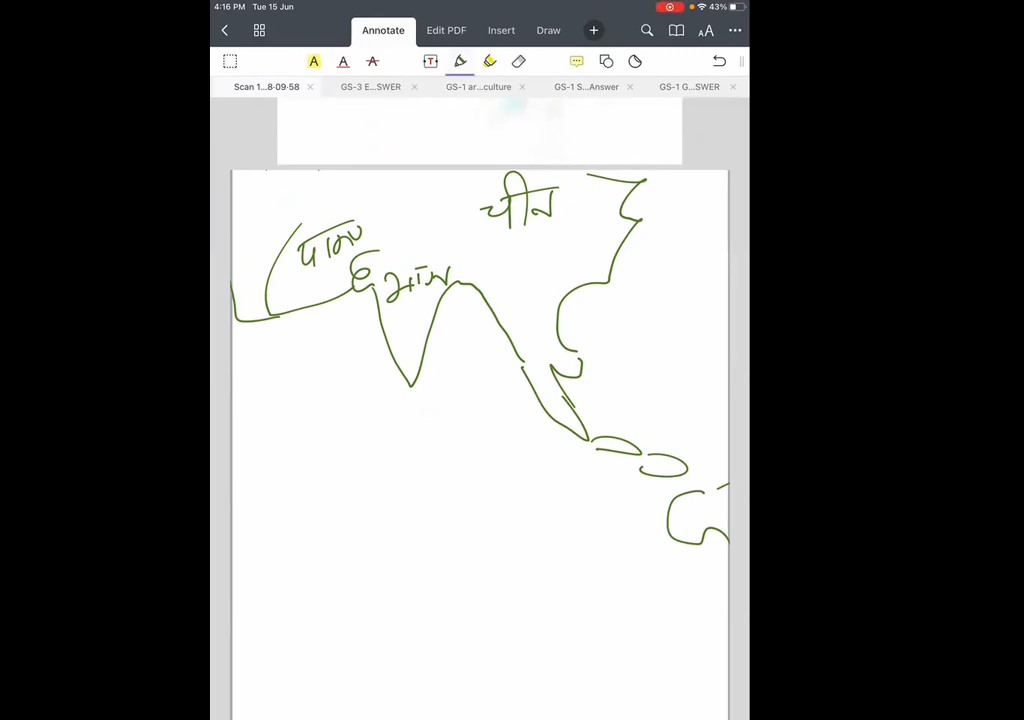 4:16 PM Tue 15 Jun 43%
Annotate Edit PDF Insert Draw
Scan 1...8-09-58 GS-3 E...SWER GS-1 ar...culture GS-1 S...Answer GS-1 G...SWER
चीन
पाक